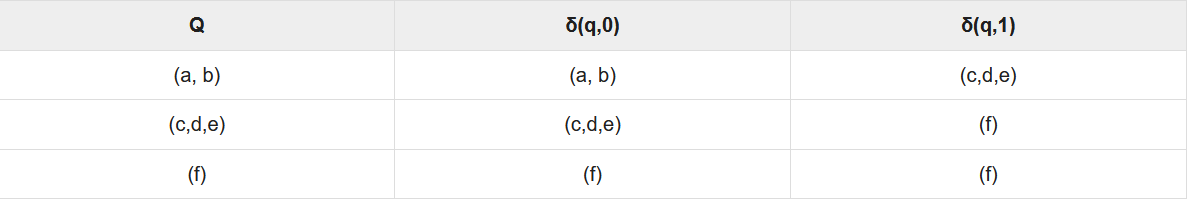 Q δ(q,0) δ(q,1)
(a, b) (a, b) (c,d,e)
(c,d,e) (c,d,e) (f)
(f) (f) (f)